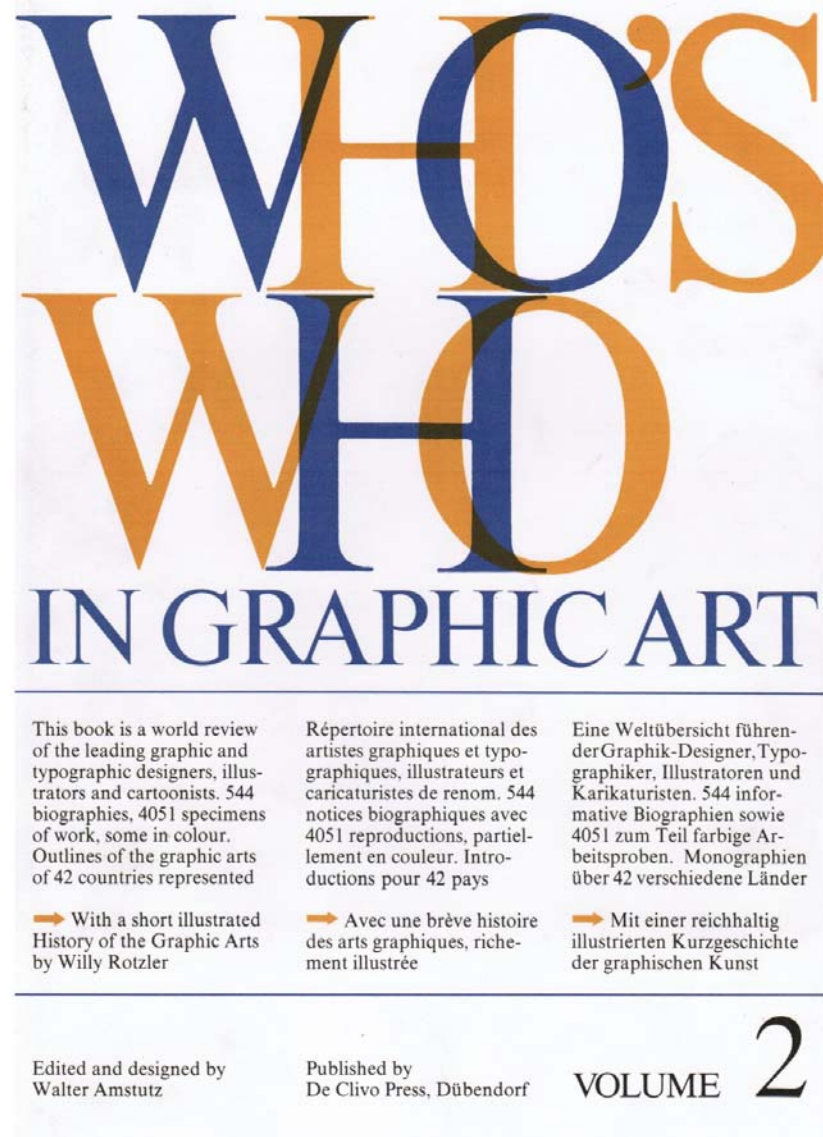 WHO'S
WHO
IN GRAPHIC ART
This book is a world review
of the leading graphic and
typographic designers, illus-
trators and cartoonists. 544
biographies, 4051 specimens
of work, some in colour.
Outlines of the graphic arts
of 42 countries represented
➡ With a short illustrated
History of the Graphic Arts
by Willy Rotzler
Répertoire international des
artistes graphiques et typo-
graphiques, illustrateurs et
caricaturistes de renom. 544
notices biographiques avec
4051 reproductions, partiel-
lement en couleur. Intro-
ductions pour 42 pays
➡ Avec une brève histoire
des arts graphiques, riche-
ment illustrée
Eine Weltübersicht führen-
derGraphik-Designer,Typo-
graphiker, Illustratoren und
Karikaturisten. 544 infor-
mative Biographien sowie
4051 zum Teil farbige Ar-
beitsproben. Monographien
über 42 verschiedene Länder
➡ Mit einer reichhaltig
illustrierten Kurzgeschichte
der graphischen Kunst
Edited and designed by
Walter Amstutz
Published by
De Clivo Press, Dübendorf
VOLUME 2